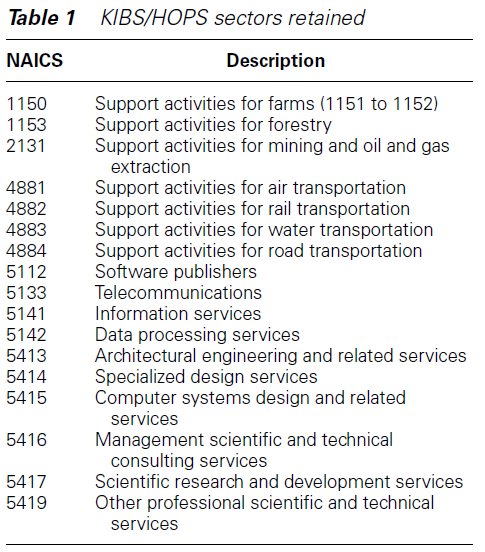 Table 1 KIBS/HOPS sectors retained
NAICS Description
1150 Support activities for farms (1151 to 1152)
1153 Support activities for forestry
2131 Support activities for mining and oil and gas
extraction
4881 Support activities for air transportation
4882 Support activities for rail transportation
4883 Support activities for water transportation
4884 Support activities for road transportation
5112 Software publishers
5133 Telecommunications
5141 Information services
5142 Data processing services
5413 Architectural engineering and related services
5414 Specialized design services
5415 Computer systems design and related
services
5416 Management scientific and technical
consulting services
5417 Scientific research and development services
5419 Other professional scientific and technical
services